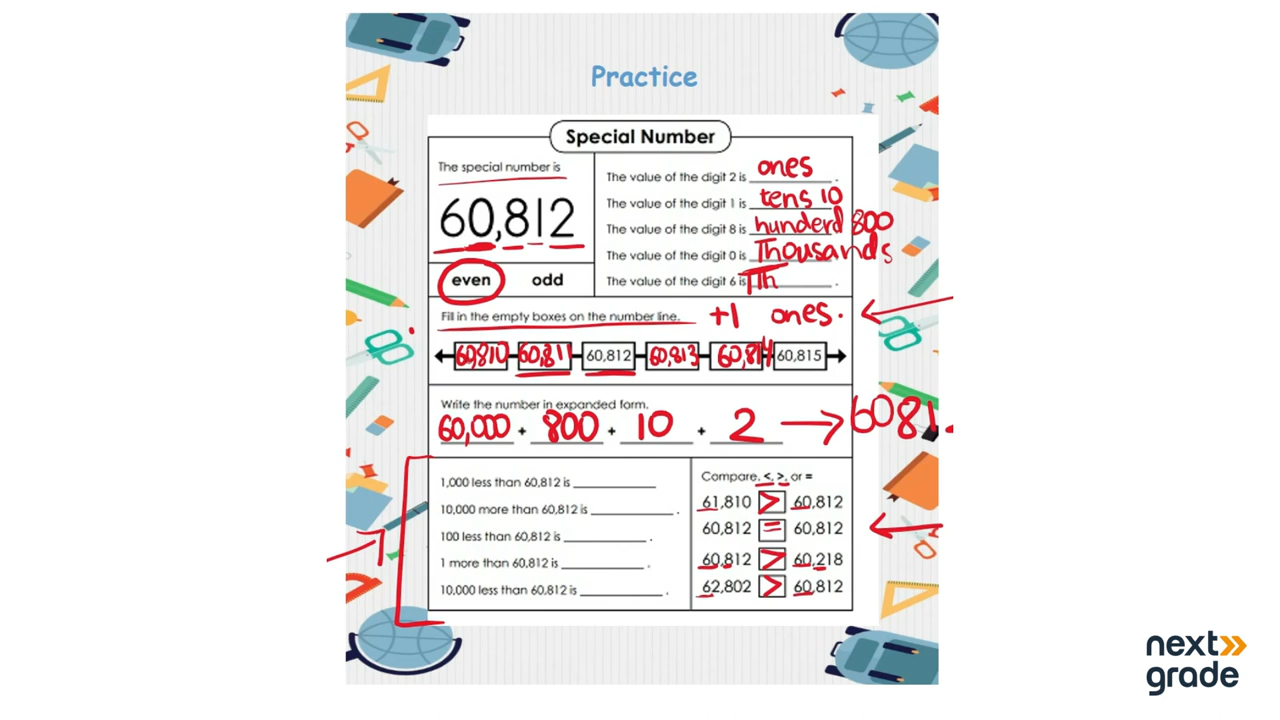 Practice
Special Number
The special number is
60,812
even odd
The value of the digit 2 is ones .
The value of the digit 1 is tens 10
The value of the digit 8 is hunderd 800
The value of the digit 0 is Thousands
The value of the digit 6 is TTh .
Fill in the empty boxes on the number line. +1 ones.
60,810 60,811 60,812 60,813 60,814 60,815
Write the number in expanded form.
60,000 + 800 + 10 + 2 → 6081
1,000 less than 60,812 is
10,000 more than 60,812 is .
100 less than 60,812 is .
1 more than 60,812 is .
10,000 less than 60,812 is .
Compare, <, >, or =
61,810 > 60,812
60,812 = 60,812
60,812 > 60,218
62,802 > 60,812
next
grade